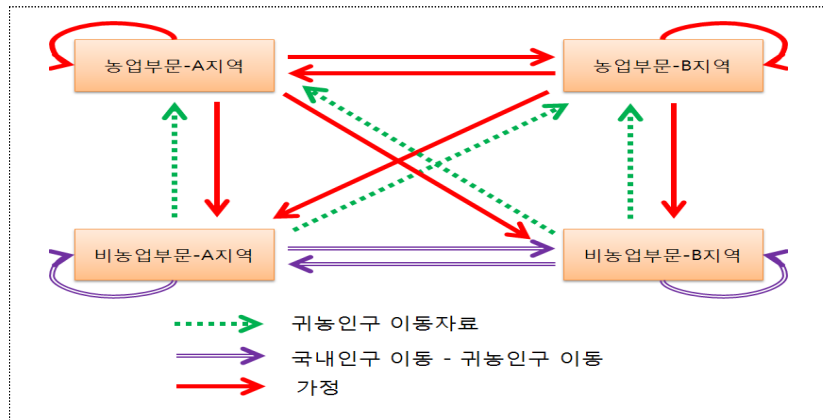 농업부문-A지역
농업부문-B지역
비농업부문-A지역
비농업부문-B지역
귀농인구 이동자료
국내인구 이동 - 귀농인구 이동
가정